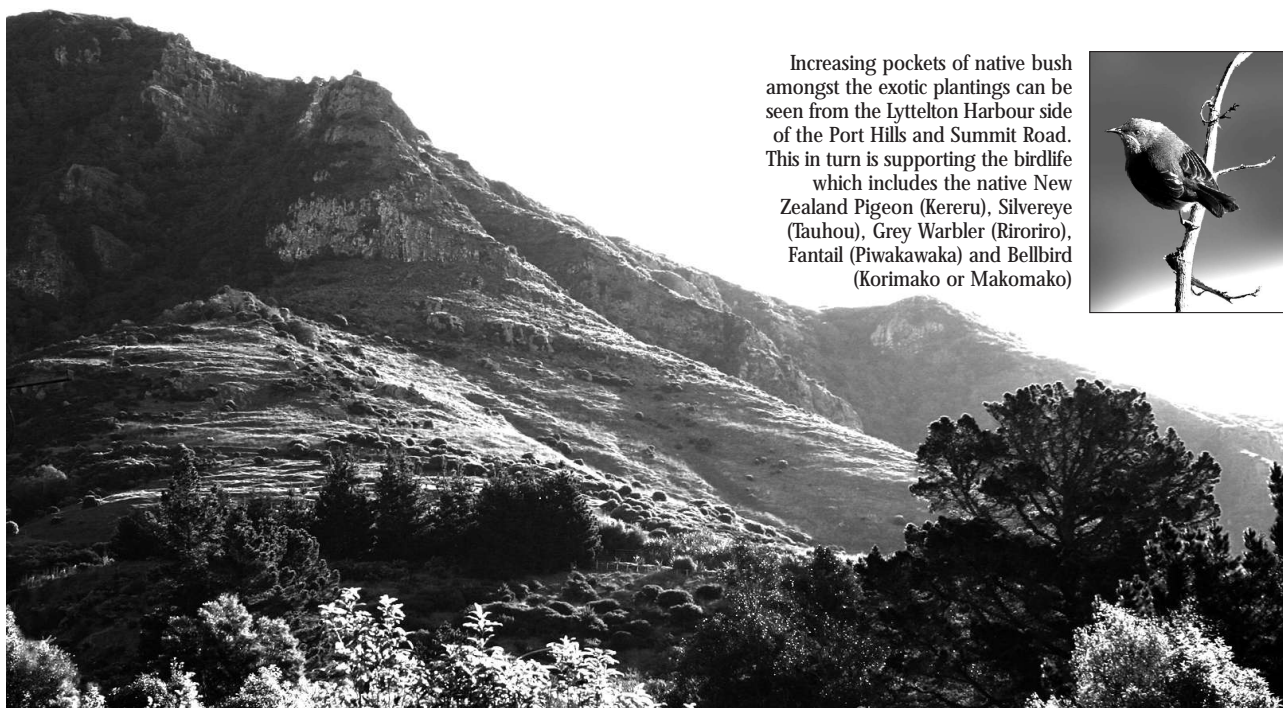 Increasing pockets of native bush
amongst the exotic plantings can be
seen from the Lyttelton Harbour side
of the Port Hills and Summit Road.
This in turn is supporting the birdlife
which includes the native New
Zealand Pigeon (Kereru), Silvereye
(Tauhou), Grey Warbler (Riroriro),
Fantail (Piwakawaka) and Bellbird
(Korimako or Makomako)